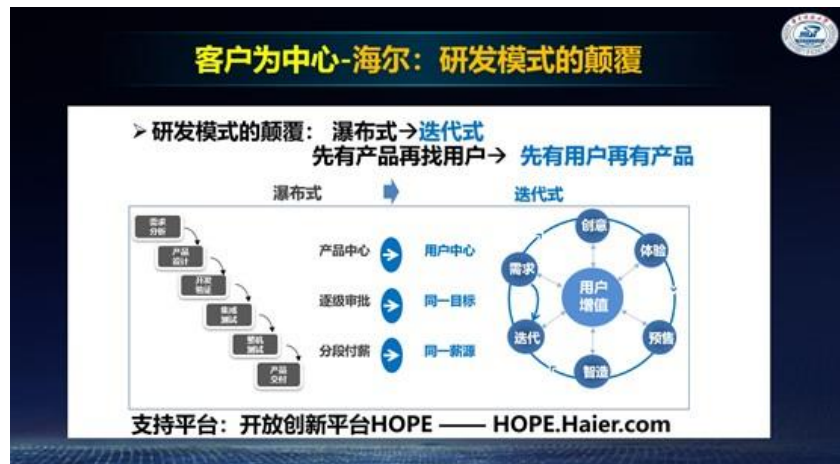 客户为中心-海尔：研发模式的颠覆
➢研发模式的颠覆： 瀑布式→迭代式
先有产品再找用户→ 先有用户再有产品
瀑布式
迭代式
需求
分析
产品
设计
开发
验证
集成
测试
整机
测试
产品
交付
产品中心
用户中心
逐级审批
同一目标
分段付薪
同一薪源
创意
体验
预售
智造
迭代
需求
用户
增值
支持平台：开放创新平台HOPE —— HOPE.Haier.com